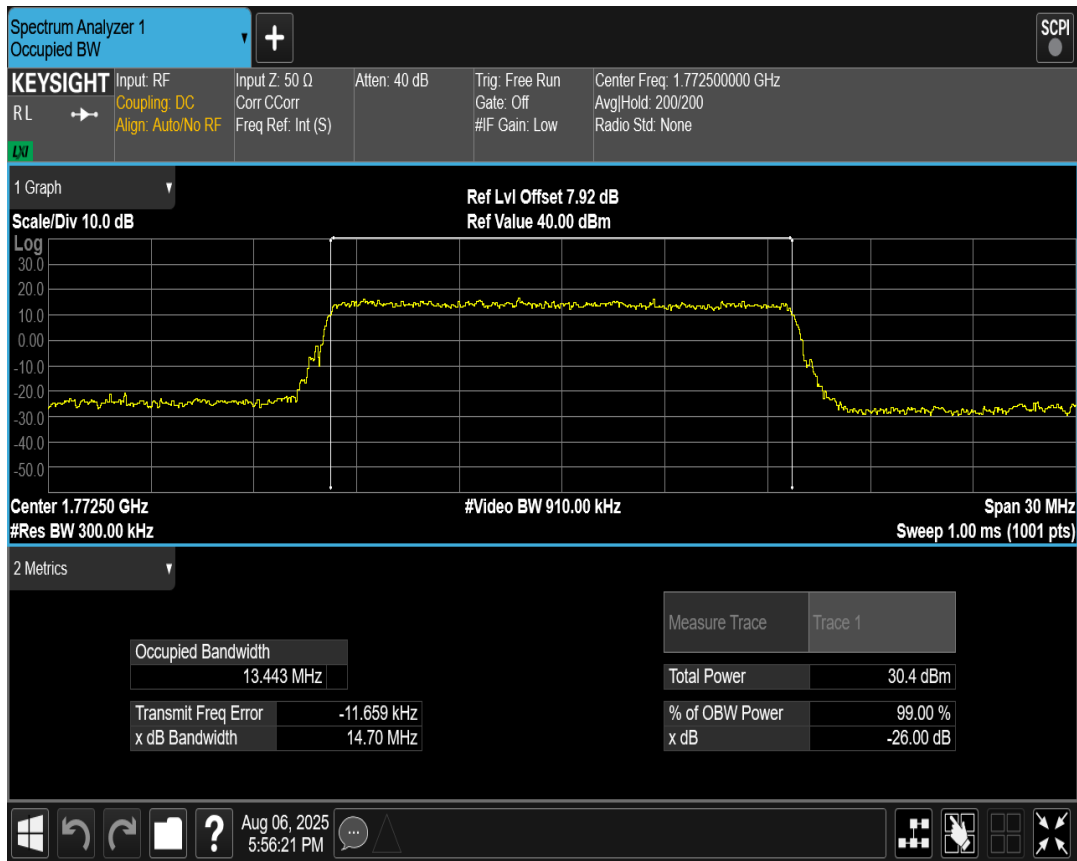 Spectrum Analyzer 1
Occupied BW
+
SCPI
KEYSIGHT
RL
LXI
Input: RF
Coupling: DC
Align: Auto/No RF
Input Z: 50 Ω
Corr CCorr
Freq Ref: Int (S)
Atten: 40 dB
Trig: Free Run
Gate: Off
#IF Gain: Low
Center Freq: 1.772500000 GHz
Avg|Hold: 200/200
Radio Std: None
1 Graph
Scale/Div 10.0 dB
Ref Lvl Offset 7.92 dB
Ref Value 40.00 dBm
Log
30.0
20.0
10.0
0.00
-10.0
-20.0
-30.0
-40.0
-50.0
Center 1.77250 GHz
#Video BW 910.00 kHz
Span 30 MHz
#Res BW 300.00 kHz
Sweep 1.00 ms (1001 pts)
2 Metrics
Measure Trace Trace 1
Occupied Bandwidth
13.443 MHz
Total Power 30.4 dBm
Transmit Freq Error -11.659 kHz
% of OBW Power 99.00 %
x dB Bandwidth 14.70 MHz
x dB -26.00 dB
?
Aug 06, 2025
5:56:21 PM